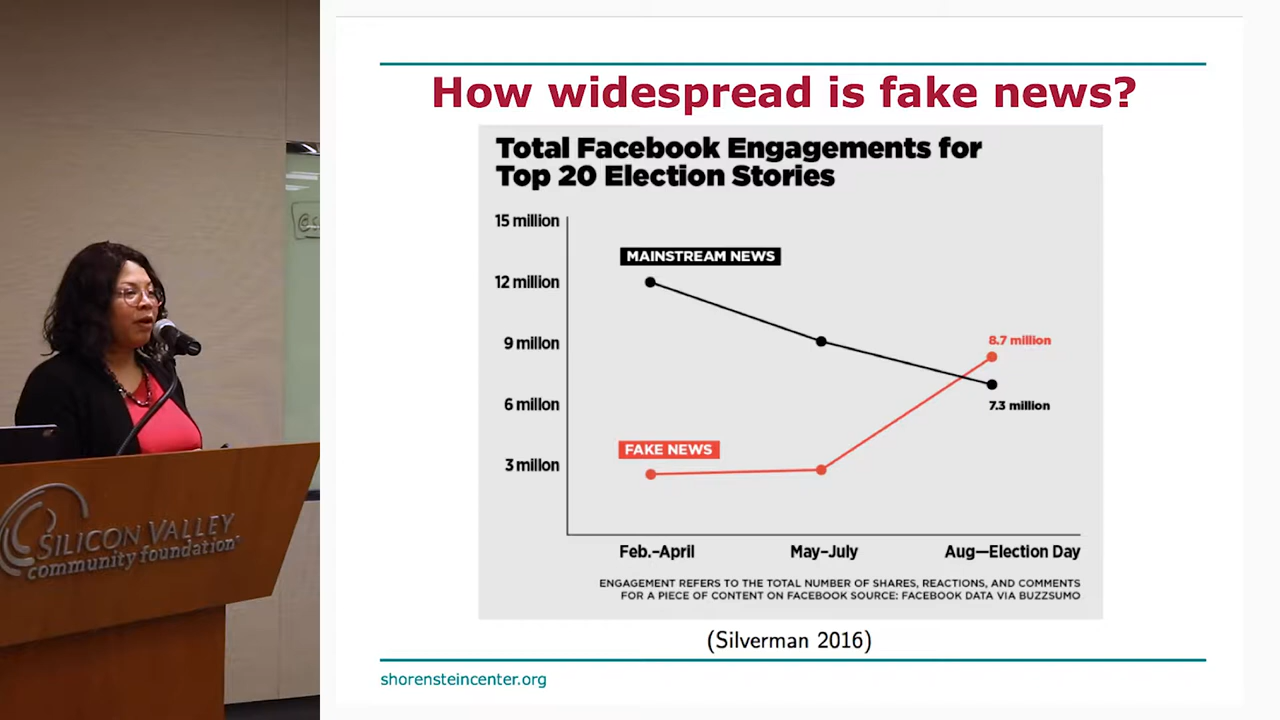 How widespread is fake news?
Total Facebook Engagements for
Top 20 Election Stories
15 million
MAINSTREAM NEWS
12 million
8.7 million
9 millon
7.3 million
6 millon
FAKE NEWS
3 millon
Feb.–April
May–July
Aug—Election Day
ENGAGEMENT REFERS TO THE TOTAL NUMBER OF SHARES, REACTIONS, AND COMMENTS
FOR A PIECE OF CONTENT ON FACEBOOK SOURCE: FACEBOOK DATA VIA BUZZSUMO
(Silverman 2016)
shorensteincenter.org
SILICON VALLEY
community foundation